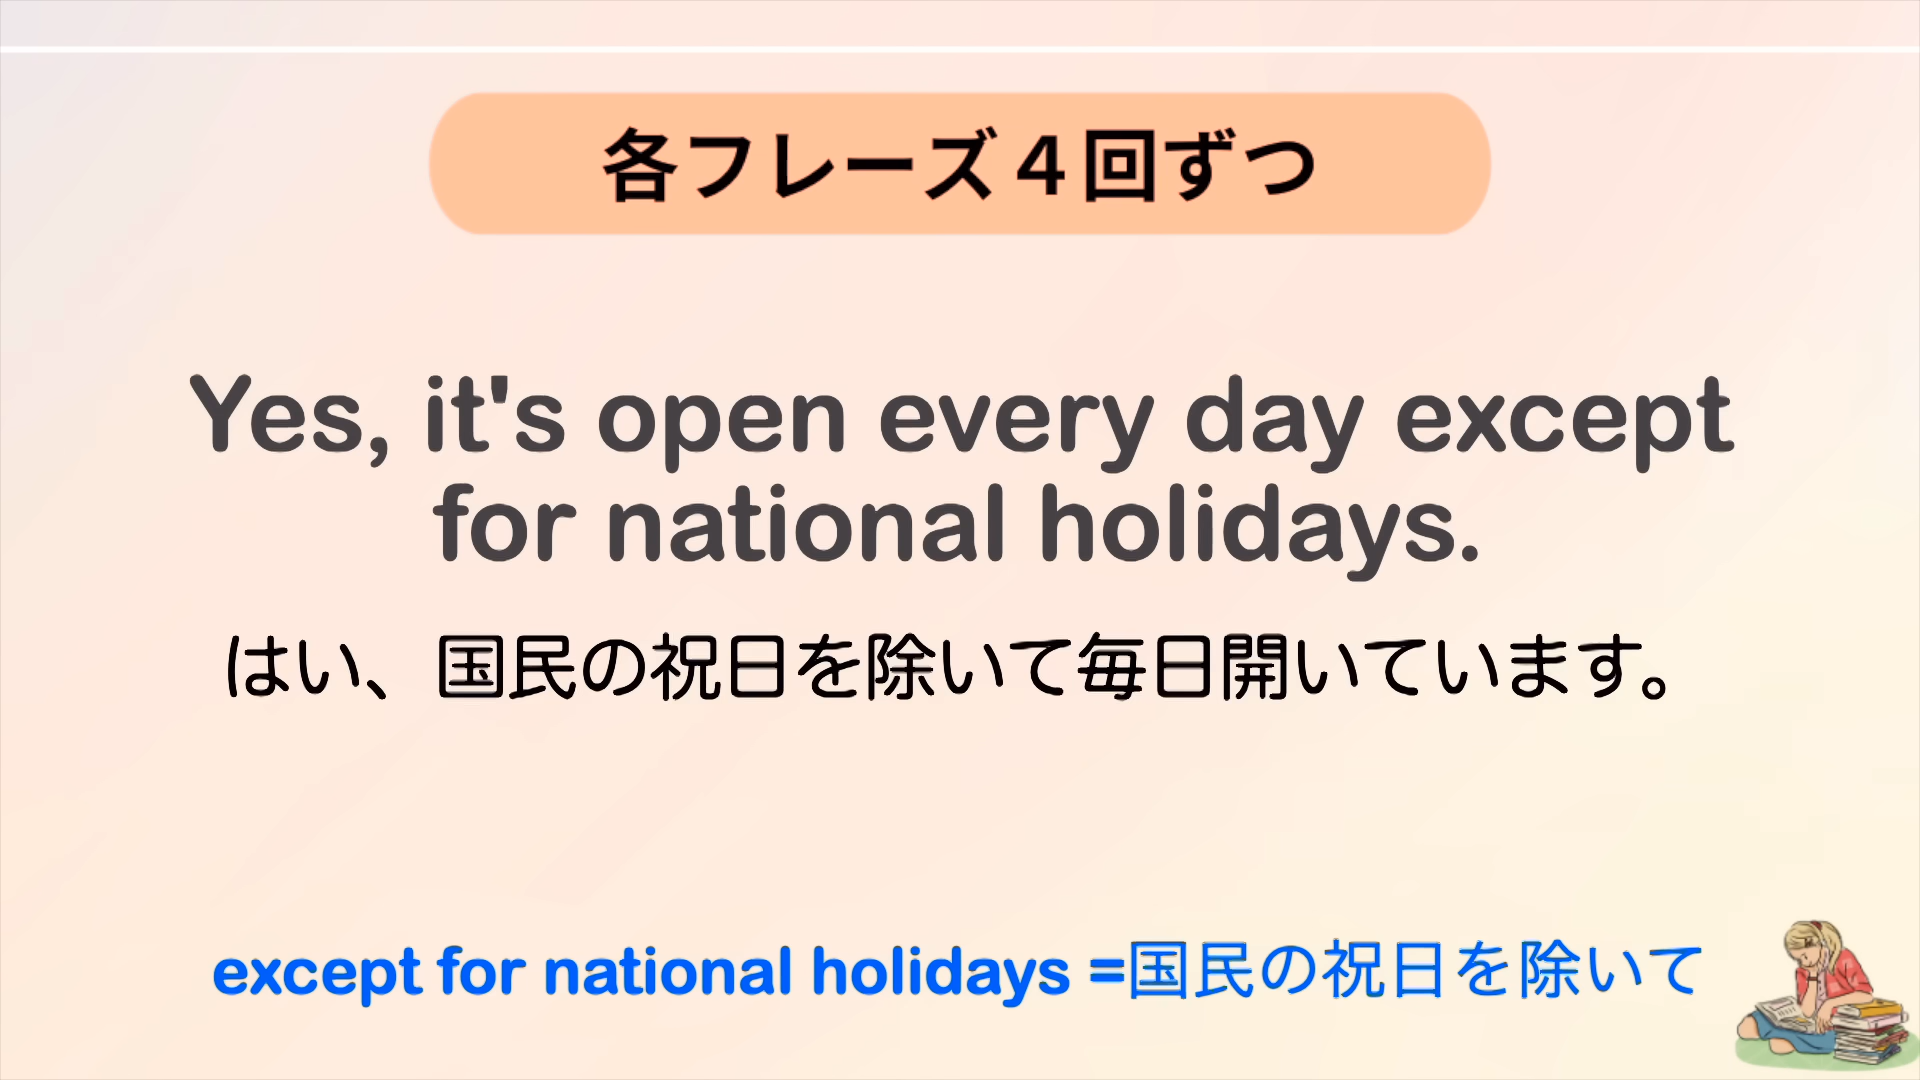 各フレーズ４回ずつ
Yes, it's open every day except
for national holidays.
はい、国民の祝日を除いて毎日開いています。
except for national holidays =国民の祝日を除いて